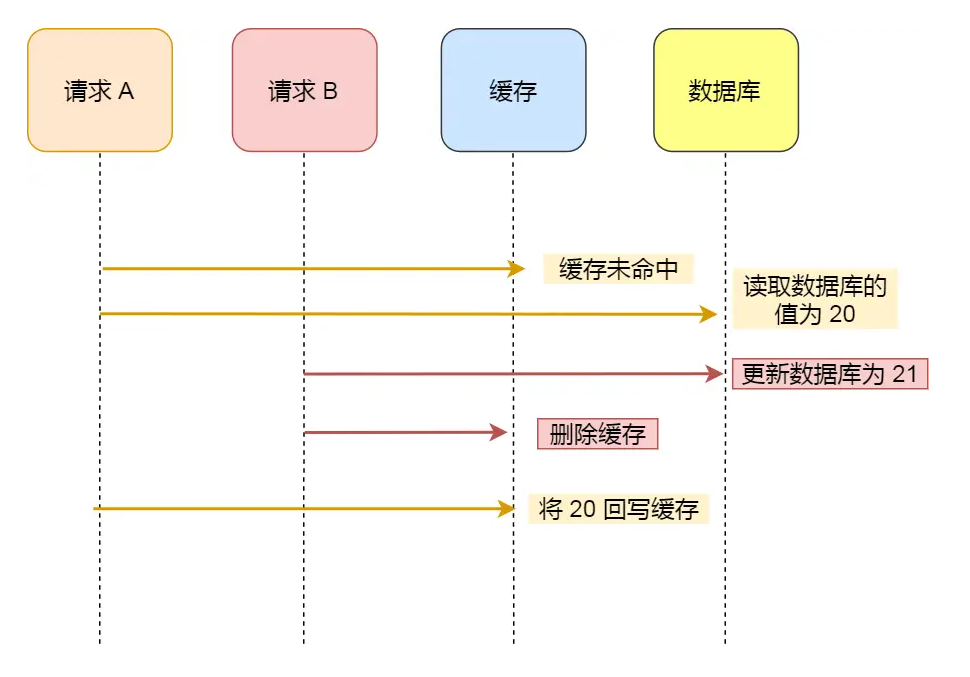 请求 A
请求 B
缓存
数据库
缓存未命中
读取数据库的
值为 20
更新数据库为 21
删除缓存
将 20 回写缓存